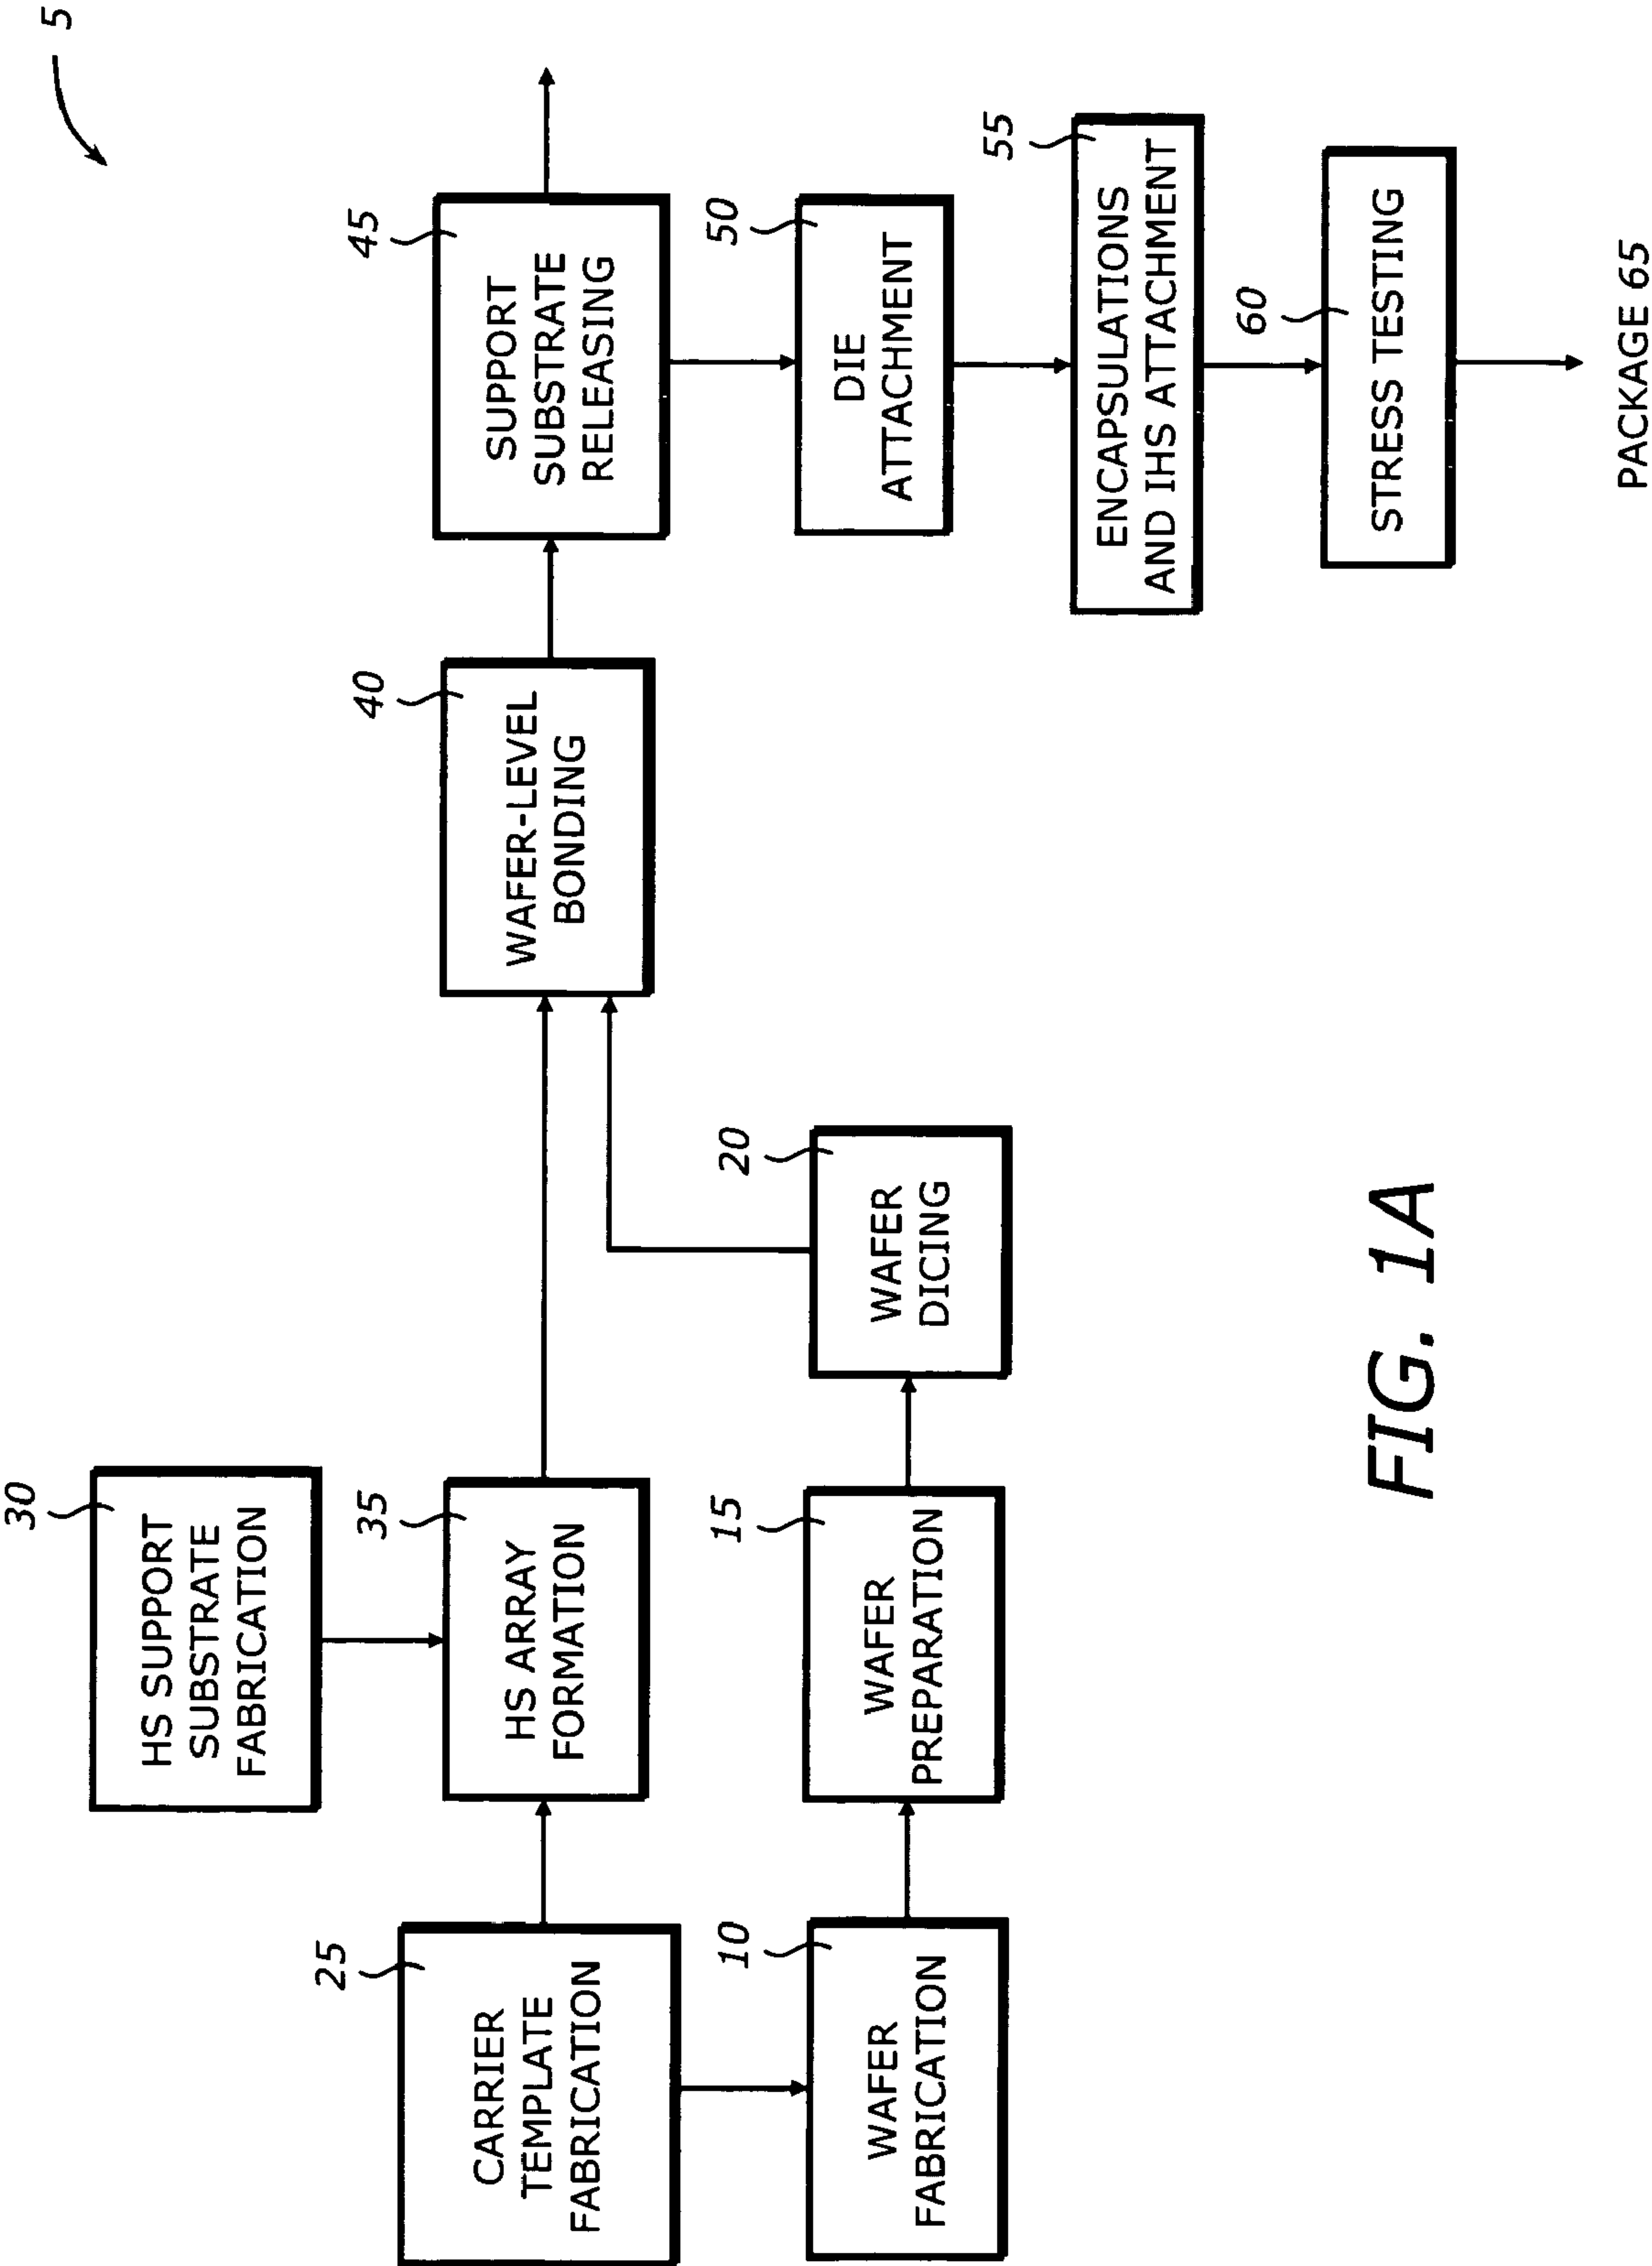 5
30
HS SUPPORT
SUBSTRATE
FABRICATION
25
CARRIER
TEMPLATE
FABRICATION
35
HS ARRAY
FORMATION
40
WAFER-LEVEL
BONDING
45
SUPPORT
SUBSTRATE
RELEASING
10
WAFER
FABRICATION
15
WAFER
PREPARATION
20
WAFER
DICING
50
DIE
ATTACHMENT
55
ENCAPSULATIONS
AND IHS ATTACHMENT
60
STRESS TESTING
PACKAGE 65
FIG. 1A